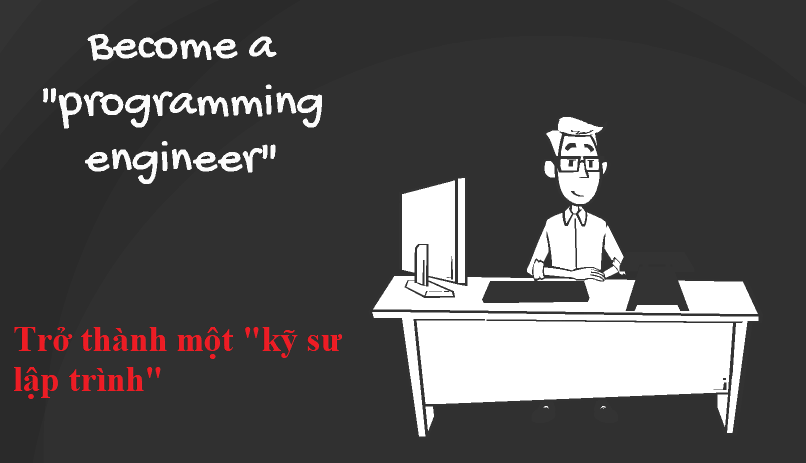 Become a
"programming
engineer"
Trở thành một "kỹ sư
lập trình"